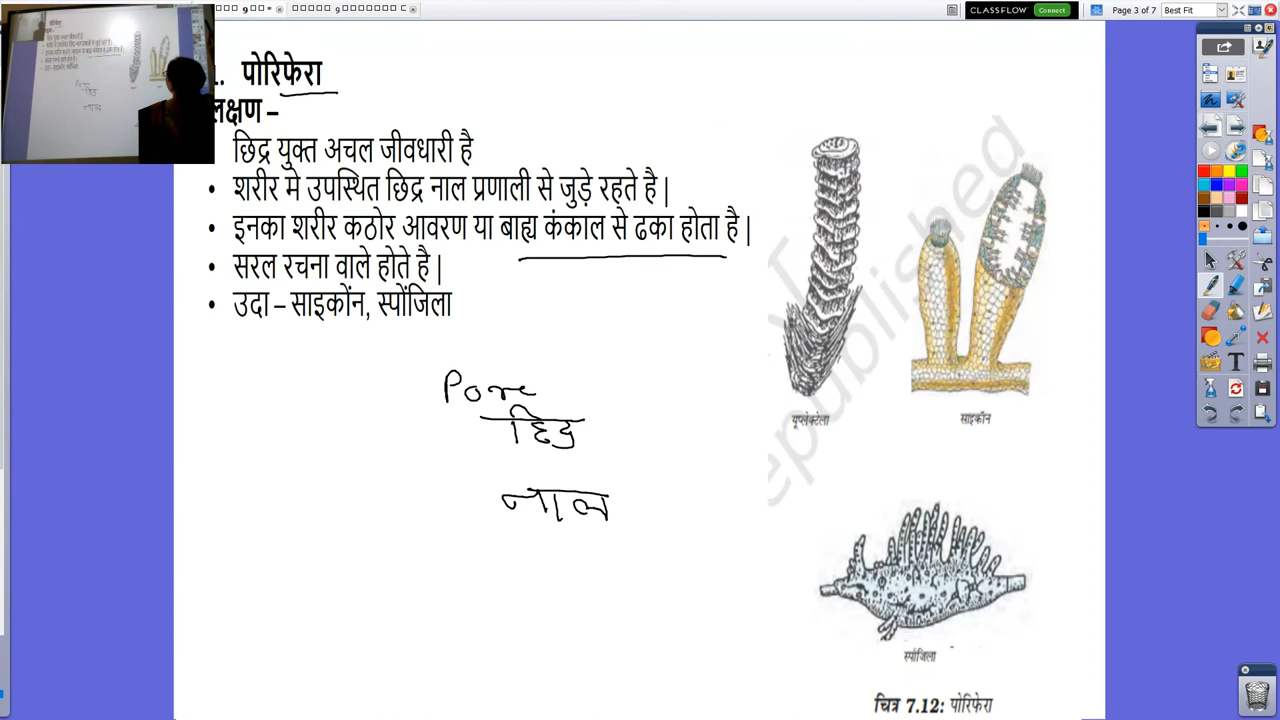 CLASSFLOW
Connect
Page 3 of 7
Best Fit
. पोरिफेरा
लक्षण –
छिद्र युक्त अचल जीवधारी है
• शरीर मे उपस्थित छिद्र नाल प्रणाली से जुड़े रहते है |
• इनका शरीर कठोर आवरण या बाह्य कंकाल से ढका होता है |
• सरल रचना वाले होते है |
• उदा – साइकोंन, स्पोंजिला
Pore
छिद्र
नाल
यूप्लेक्टेला
साइकॉन
स्पांजिला
चित्र 7.12: पोरिफेरा
epublished